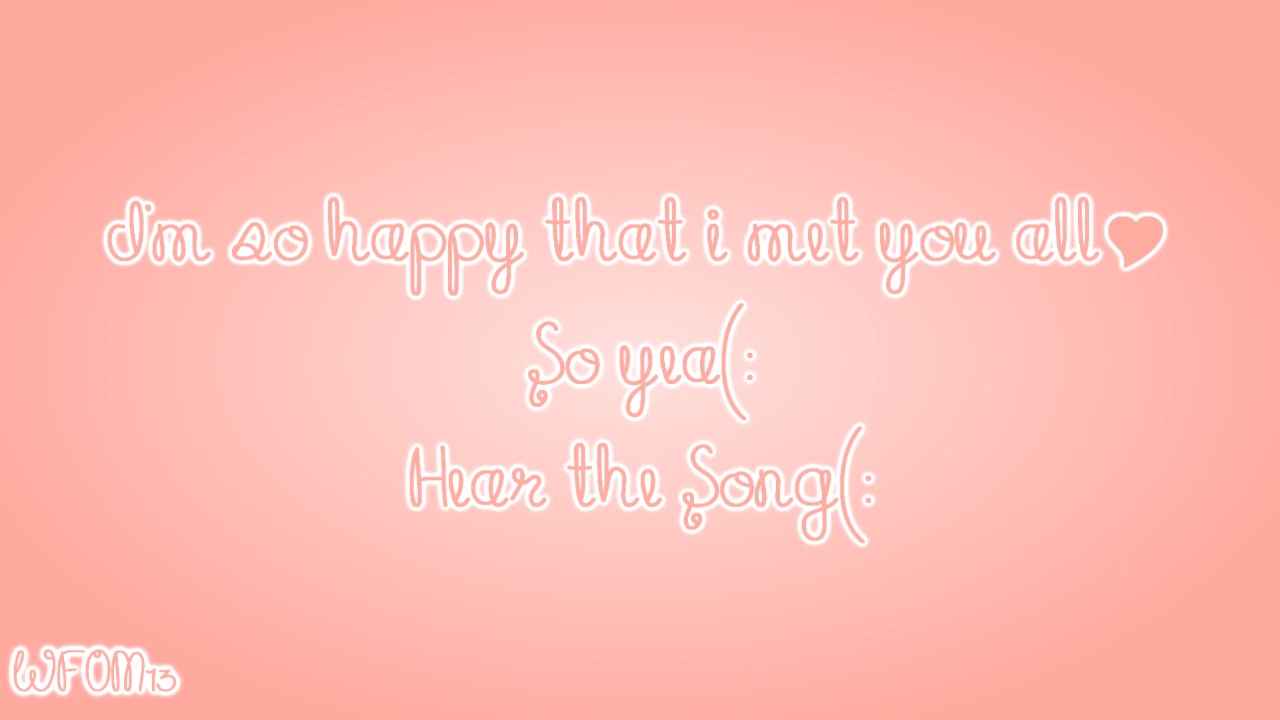 I'm so happy that i met you all♥
So yea(:
Hear the Song(:
WFOM13